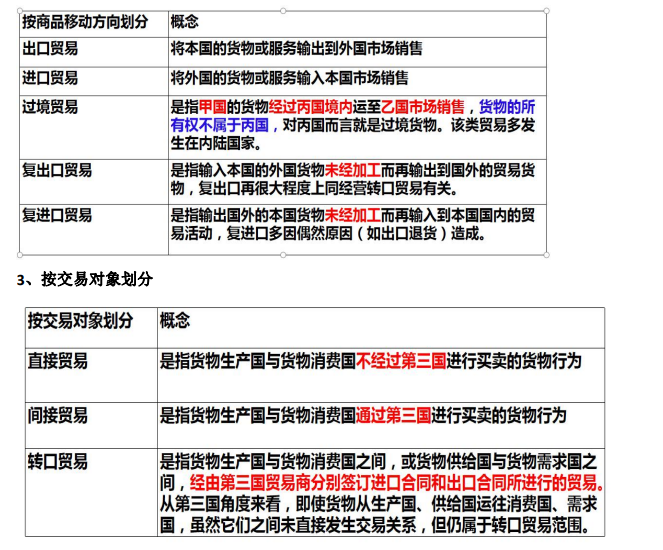 按商品移动方向划分 概念
出口贸易 将本国的货物或服务输出到外国市场销售
进口贸易 将外国的货物或服务输入本国市场销售
过境贸易 是指甲国的货物经过丙国境内运至乙国市场销售，货物的所
有权不属于丙国，对丙国而言就是过境货物。该类贸易多发
生在内陆国家。
复出口贸易 是指输入本国的外国货物未经加工而再输出到国外的贸易货
物，复出口再很大程度上同经营转口贸易有关。
复进口贸易 是指输出国外的本国货物未经加工而再输入到本国国内的贸
易活动，复进口多因偶然原因（如出口退货）造成。
3、按交易对象划分
按交易对象划分 概念
直接贸易 是指货物生产国与货物消费国不经过第三国进行买卖的货物行为
间接贸易 是指货物生产国与货物消费国通过第三国进行买卖的货物行为
转口贸易 是指货物生产国与货物消费国之间，或货物供给国与货物需求国之
间，经由第三国贸易商分别签订进口合同和出口合同所进行的贸易。
从第三国角度来看，即使货物从生产国、供给国运往消费国、需求
国，虽然它们之间未直接发生交易关系，但仍属于转口贸易范围。